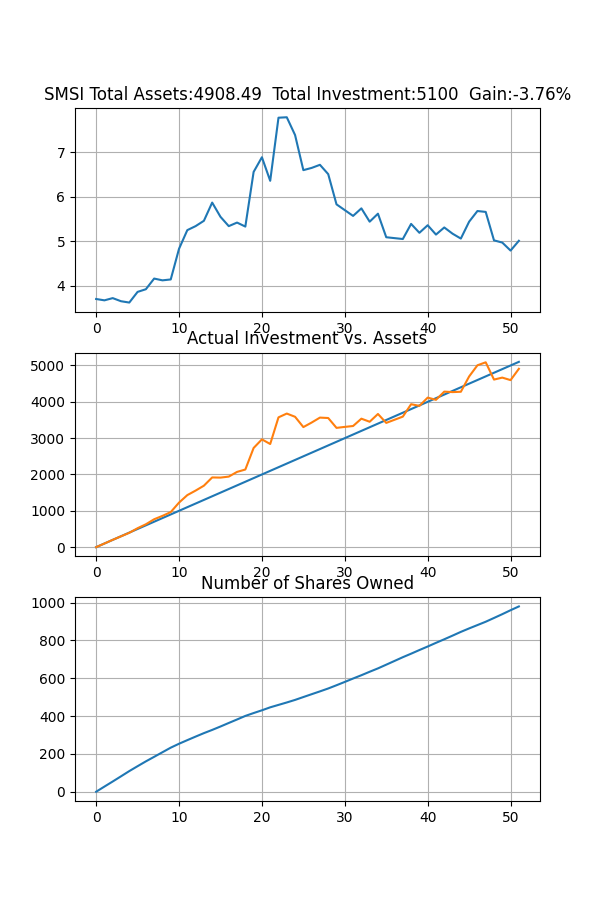 SMSI Total Assets:4908.49  Total Investment:5100  Gain:-3.76%
7
6
5
4
0 10 20 30 40 50
Actual Investment vs. Assets
5000
4000
3000
2000
1000
0
0 10 20 30 40 50
Number of Shares Owned
1000
800
600
400
200
0
0 10 20 30 40 50